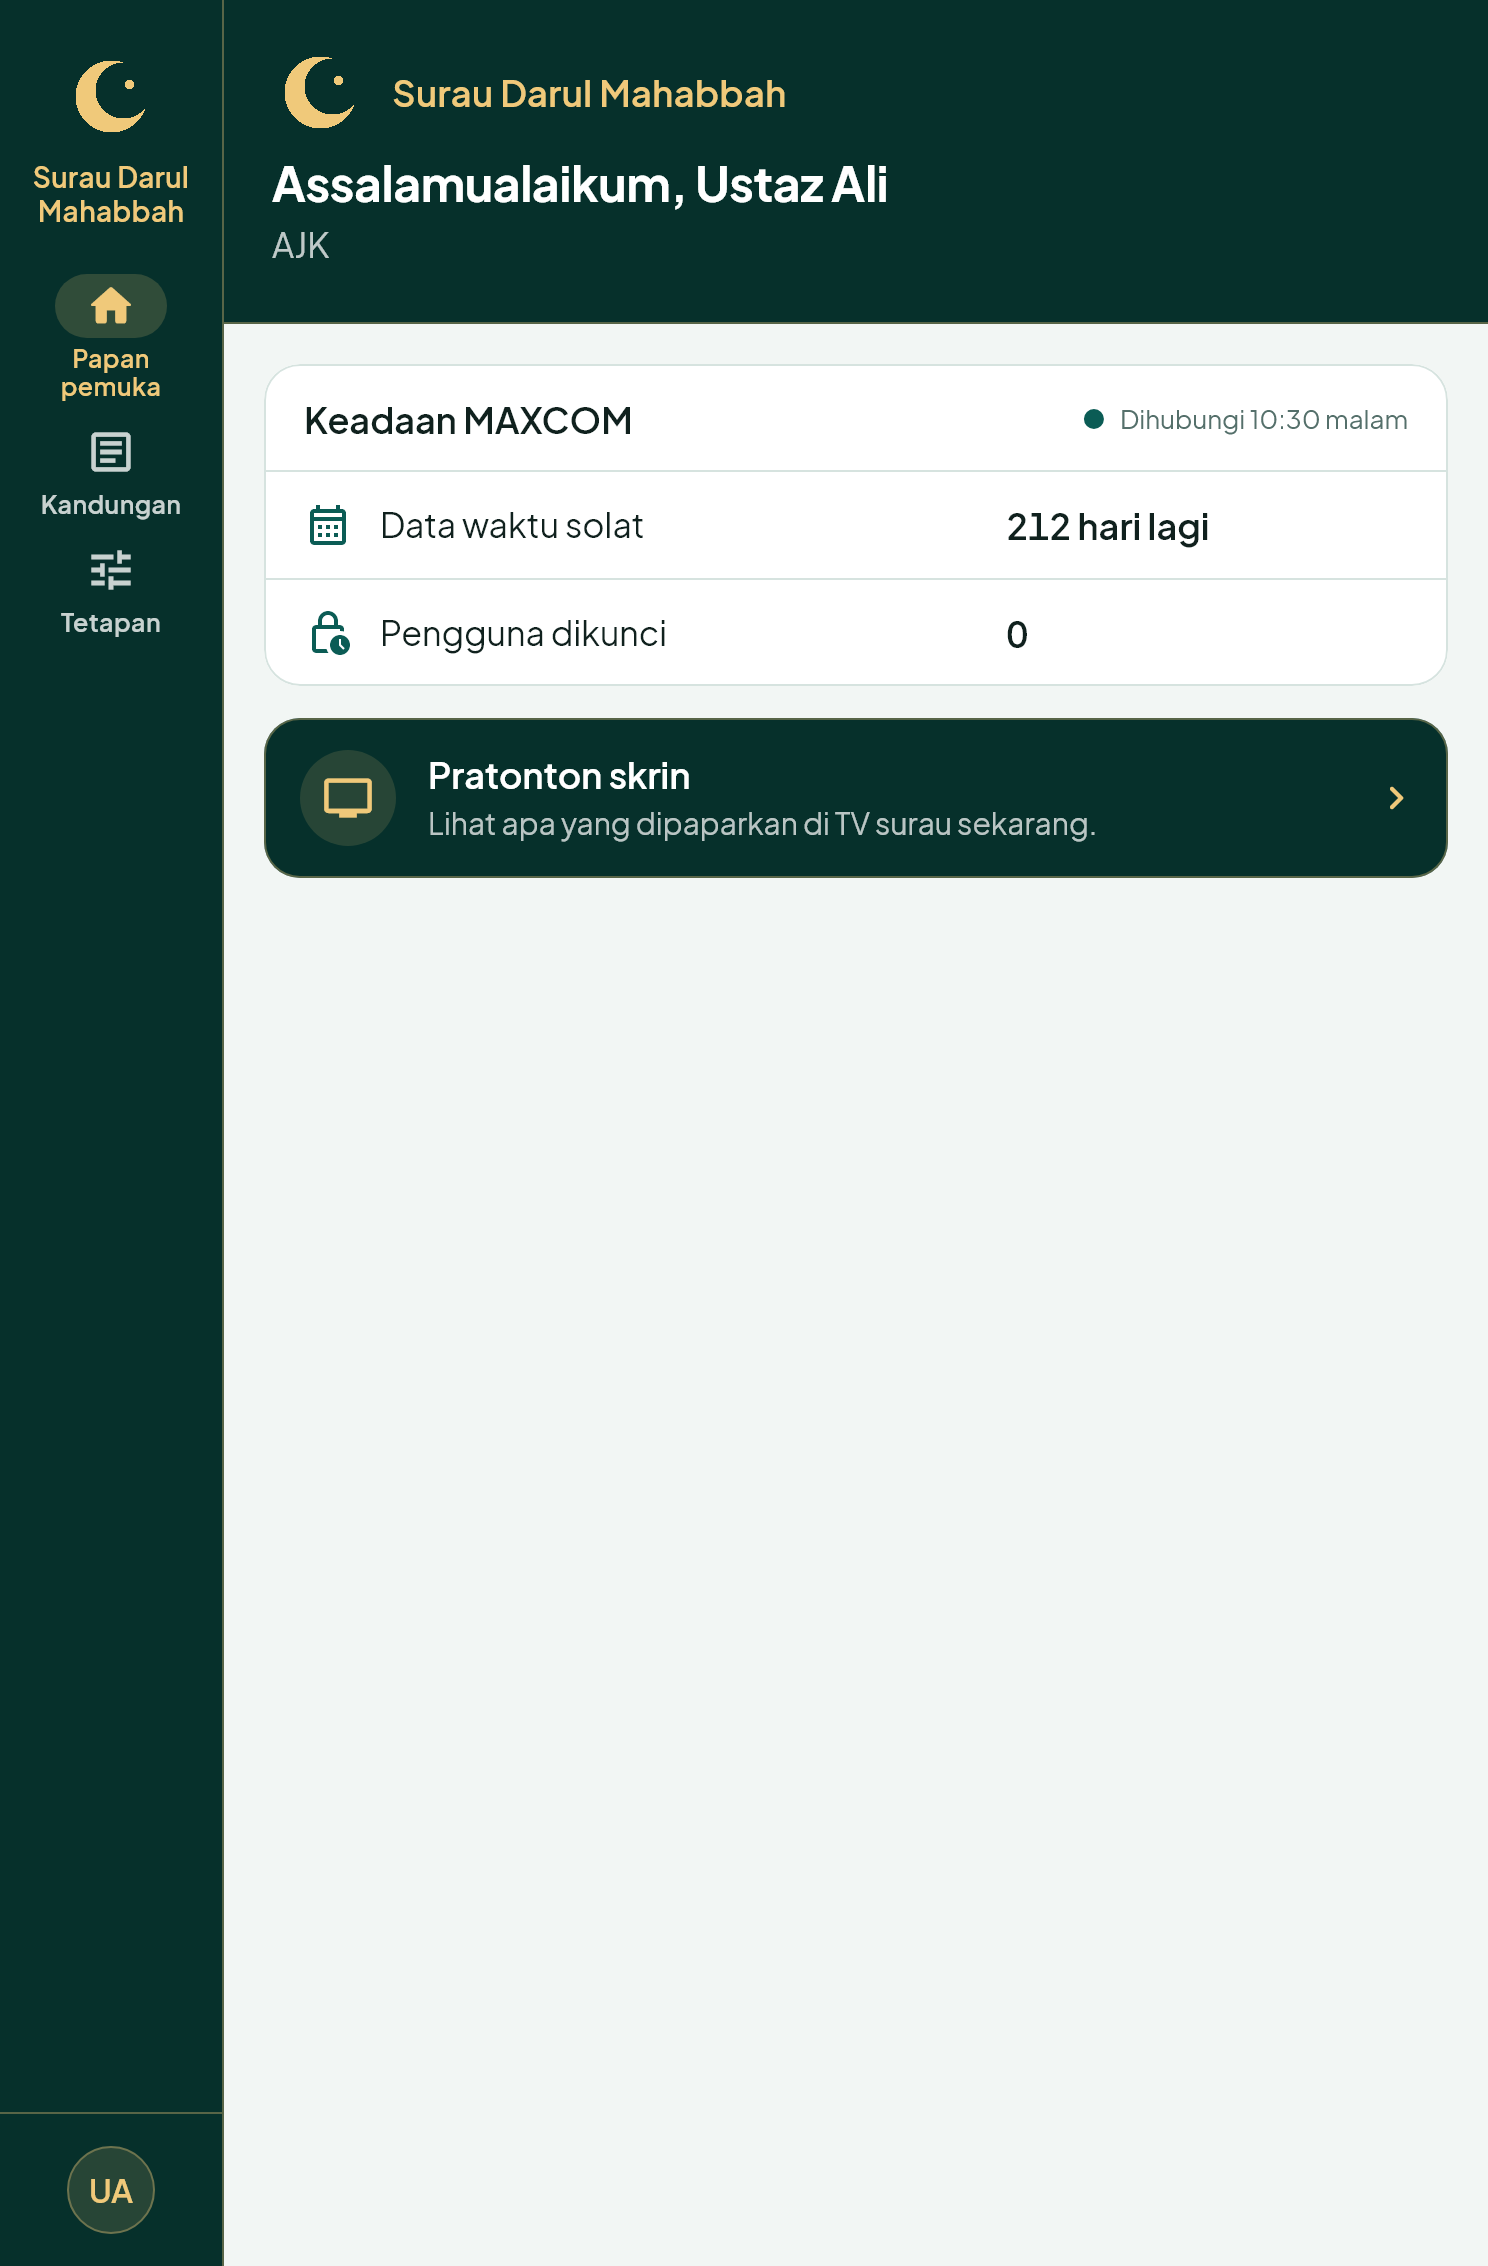 Surau Darul
Mahabbah
Papan
pemuka
Kandungan
Tetapan
UA
Surau Darul Mahabbah
Assalamualaikum, Ustaz Ali
AJK
Keadaan MAXCOM
Dihubungi 10:30 malam
Data waktu solat
212 hari lagi
Pengguna dikunci
0
Pratonton skrin
Lihat apa yang dipaparkan di TV surau sekarang.